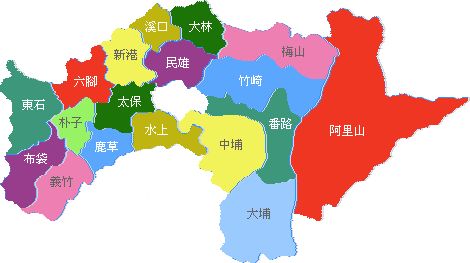 溪口
大林
新港
梅山
民雄
六腳
竹崎
東石
太保
朴子
水上
番路
阿里山
鹿草
中埔
布袋
義竹
大埔